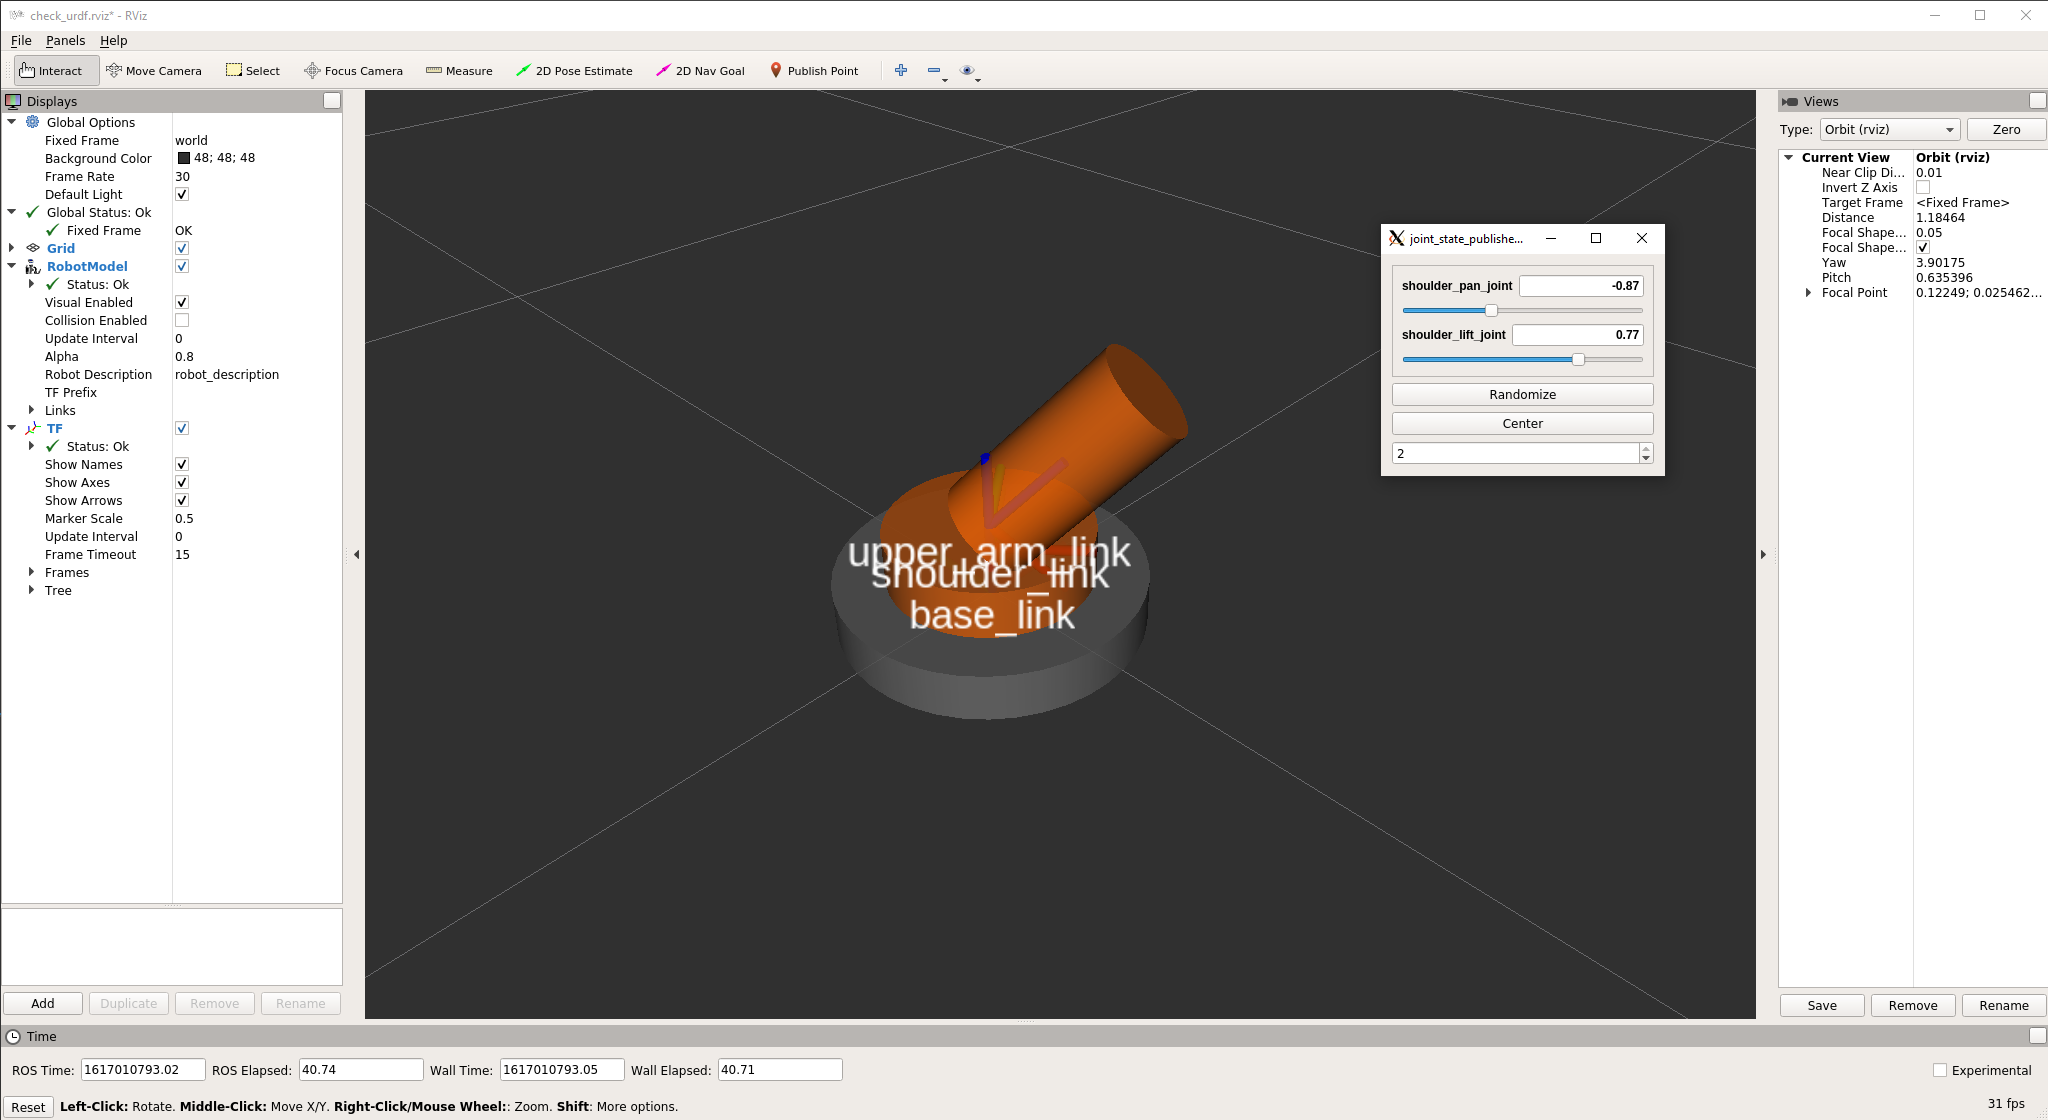 check_urdf.rviz* - RViz
File Panels Help
Interact Move Camera Select Focus Camera Measure 2D Pose Estimate 2D Nav Goal Publish Point
Displays
Global Options
Fixed Frame world
Background Color 48; 48; 48
Frame Rate 30
Default Light
Global Status: Ok
Fixed Frame OK
Grid
RobotModel
Status: Ok
Visual Enabled
Collision Enabled
Update Interval 0
Alpha 0.8
Robot Description robot_description
TF Prefix
Links
TF
Status: Ok
Show Names
Show Axes
Show Arrows
Marker Scale 0.5
Update Interval 0
Frame Timeout 15
Frames
Tree
Add Duplicate Remove Rename
upper_arm_link
shoulder_link
base_link
joint_state_publishe...
shoulder_pan_joint -0.87
shoulder_lift_joint 0.77
Randomize
Center
2
Views
Type: Orbit (rviz) Zero
Current View Orbit (rviz)
Near Clip Di... 0.01
Invert Z Axis
Target Frame <Fixed Frame>
Distance 1.18464
Focal Shape... 0.05
Focal Shape...
Yaw 3.90175
Pitch 0.635396
Focal Point 0.12249; 0.025462...
Save Remove Rename
Time
ROS Time: 1617010793.02 ROS Elapsed: 40.74 Wall Time: 1617010793.05 Wall Elapsed: 40.71 Experimental
Reset Left-Click: Rotate. Middle-Click: Move X/Y. Right-Click/Mouse Wheel:: Zoom. Shift: More options. 31 fps